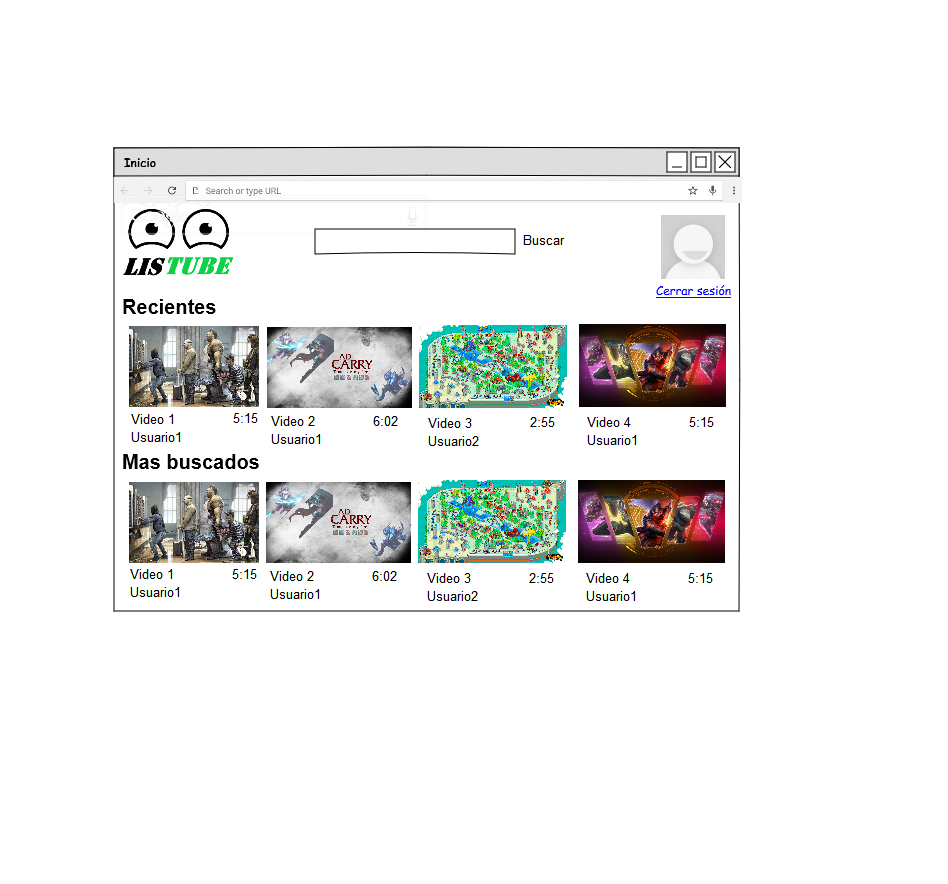 Inicio
Search or type URL
LISTUBE
Buscar
Cerrar sesión
Recientes
AD
CARRY
Video 1 5:15
Usuario1
Video 2 6:02
Usuario1
Video 3 2:55
Usuario2
Video 4 5:15
Usuario1
Mas buscados
AD
CARRY
Video 1 5:15
Usuario1
Video 2 6:02
Usuario1
Video 3 2:55
Usuario2
Video 4 5:15
Usuario1